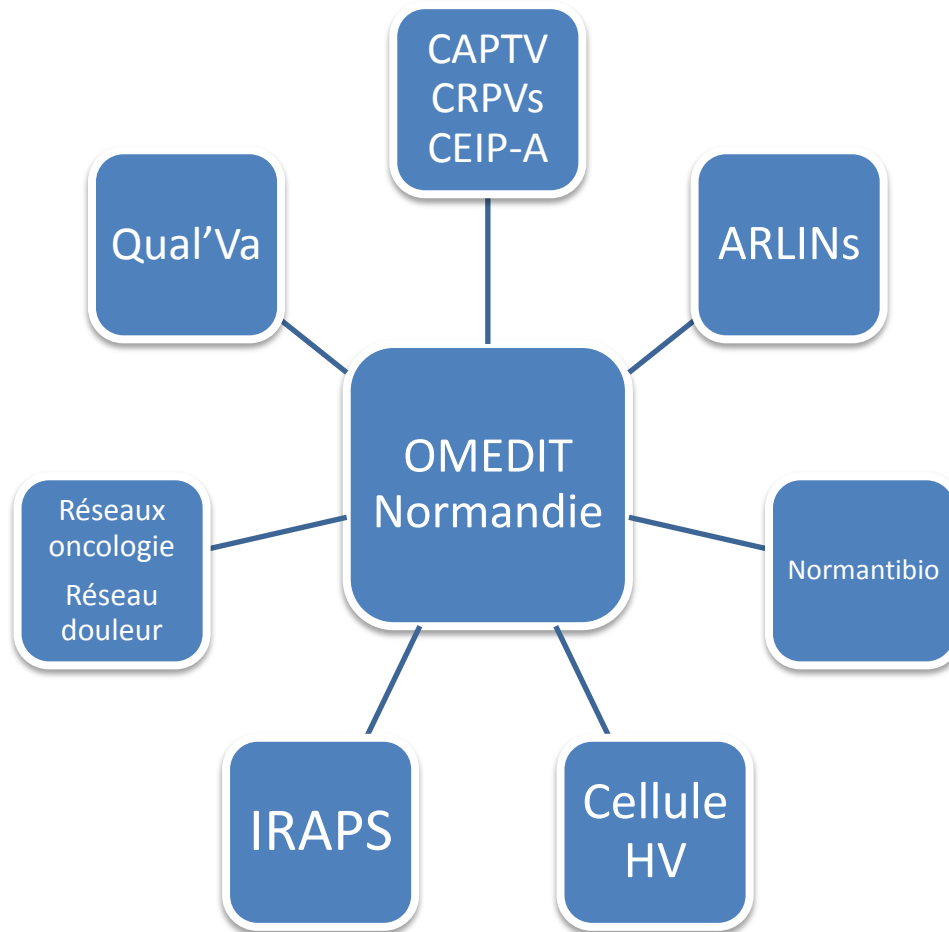 CAPTV
CRPVs
CEIP-A
Qual'Va
ARLINs
OMEDIT
Normandie
Réseaux
oncologie
Réseau
douleur
Normantibio
IRAPS
Cellule
HV